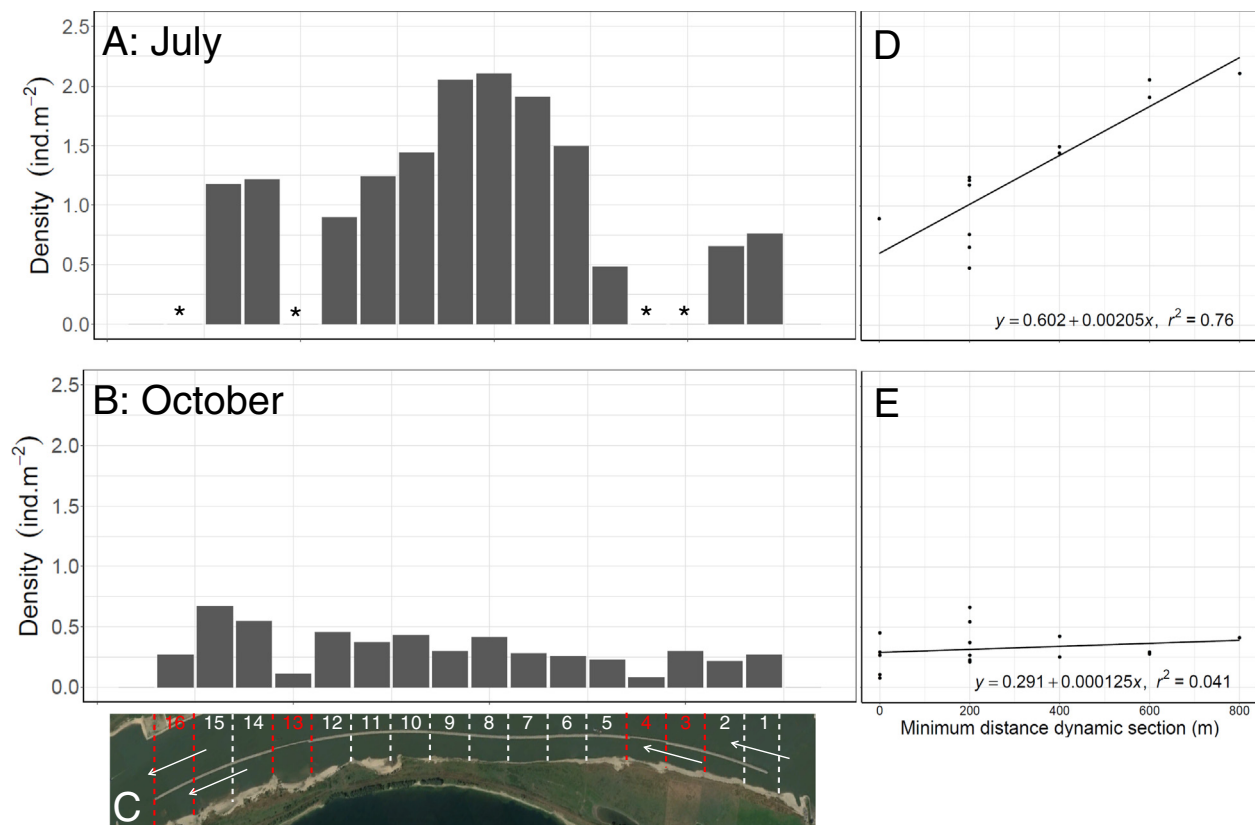 A: July
Density (ind.m⁻²)
2.5
2.0
1.5
1.0
0.5
0.0
* * * *
D
y = 0.602 + 0.00205x, r² = 0.76
B: October
Density (ind.m⁻²)
2.5
2.0
1.5
1.0
0.5
0.0
E
y = 0.291 + 0.000125x, r² = 0.041
0 200 400 600 800
Minimum distance dynamic section (m)
16 15 14 13 12 11 10 9 8 7 6 5 4 3 2 1
C